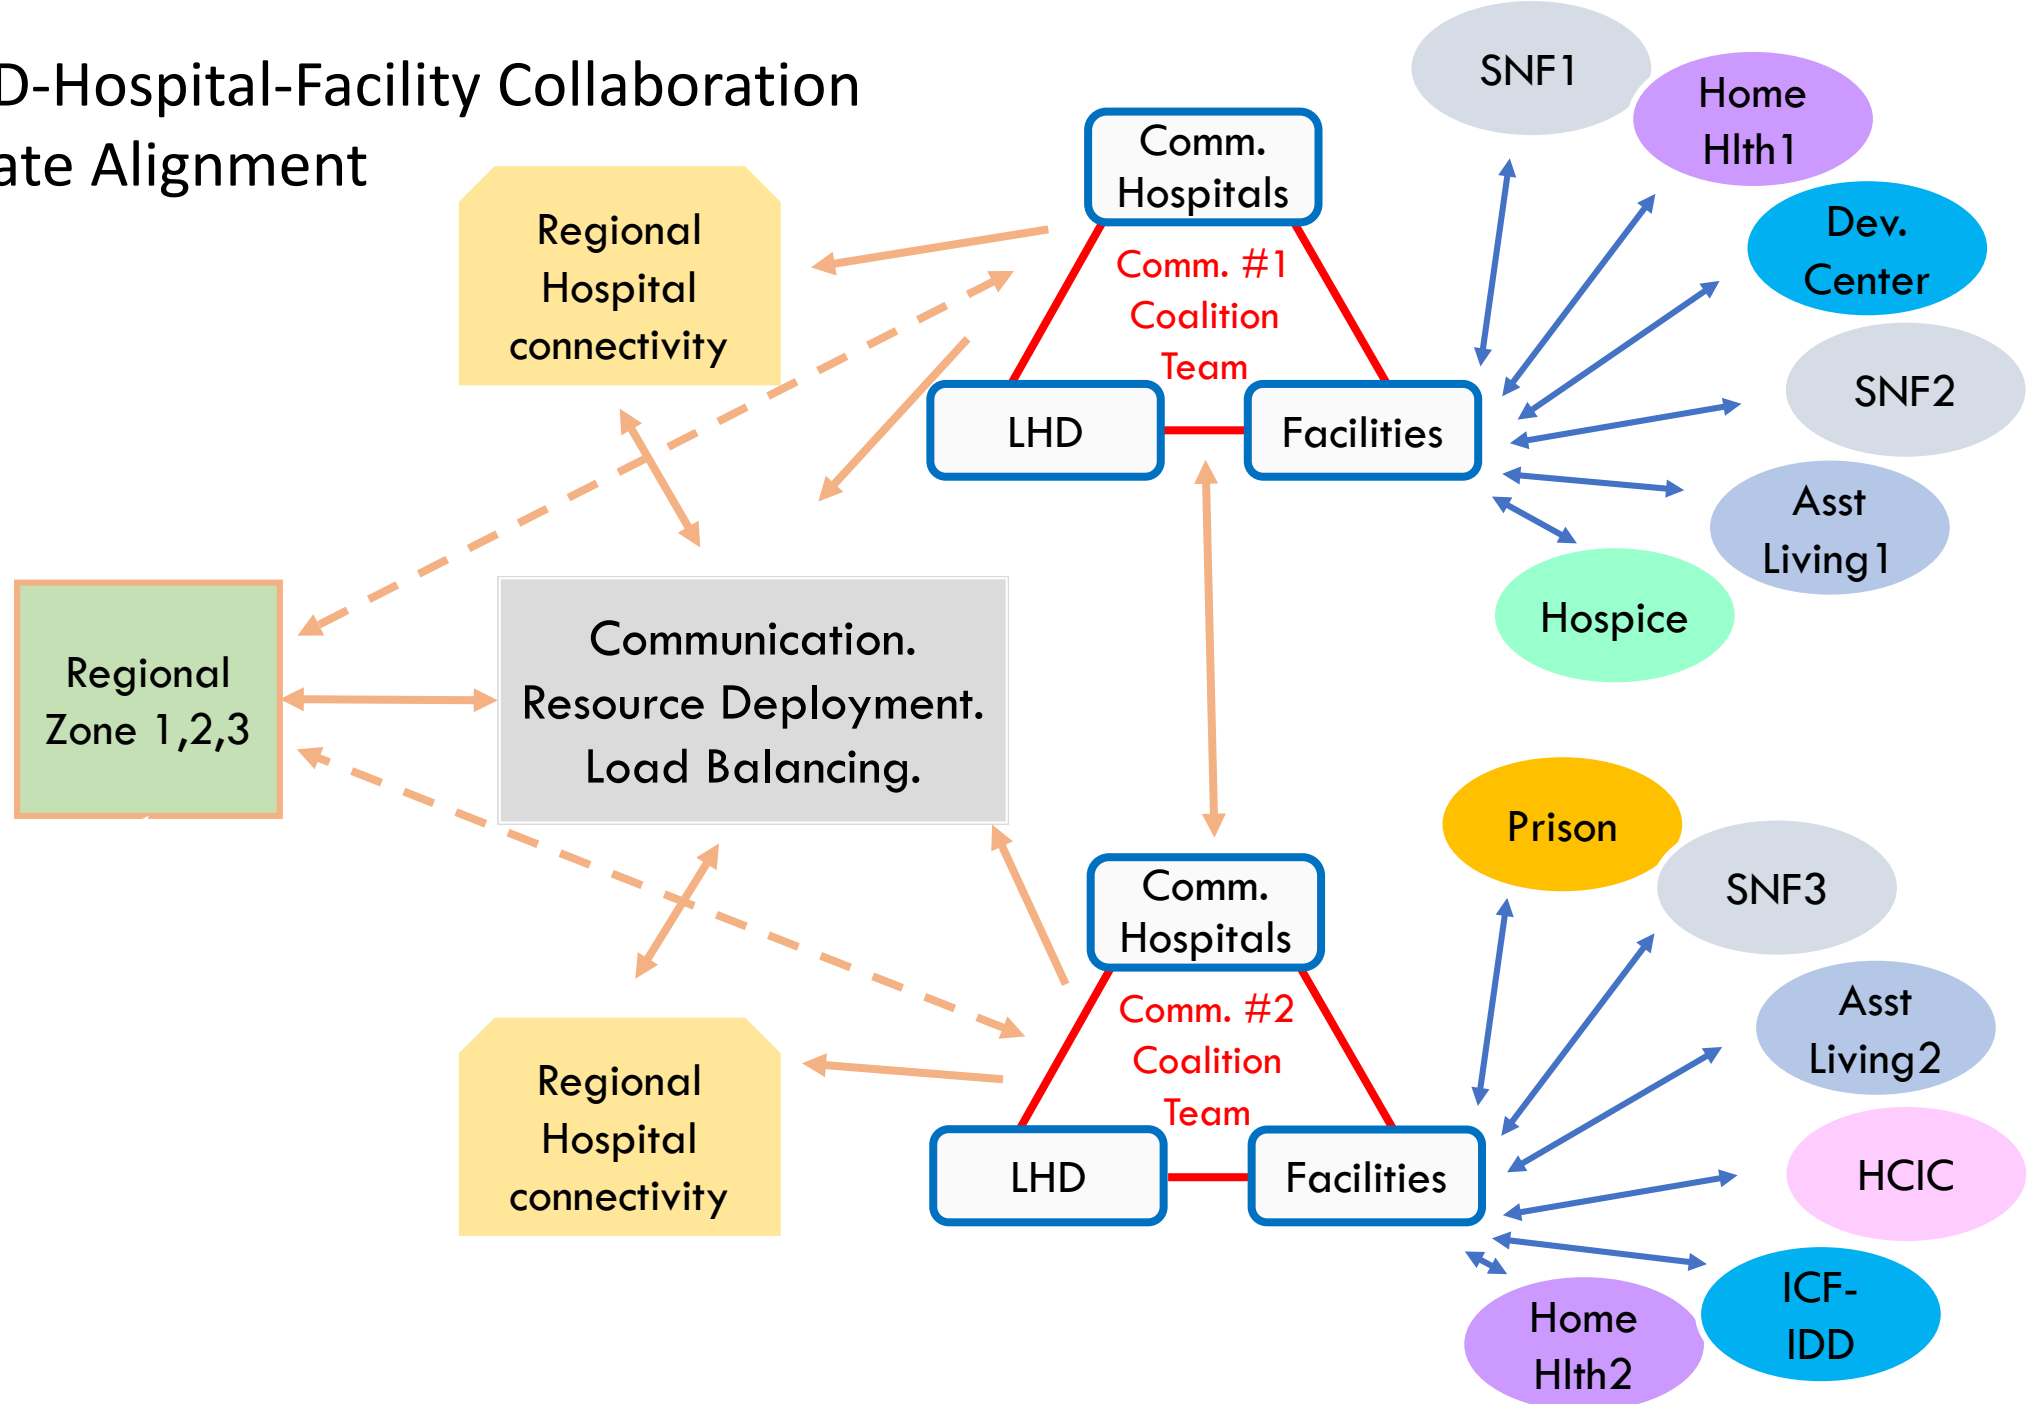 D-Hospital-Facility Collaboration
ate Alignment
Regional
Hospital
connectivity
Comm.
Hospitals
Comm. #1
Coalition
Team
LHD
Facilities
SNF1
Home
Hlth1
Dev.
Center
SNF2
Asst
Living1
Hospice
Regional
Zone 1,2,3
Communication.
Resource Deployment.
Load Balancing.
Regional
Hospital
connectivity
Comm.
Hospitals
Comm. #2
Coalition
Team
LHD
Facilities
Prison
SNF3
Asst
Living2
HCIC
ICF-
IDD
Home
Hlth2